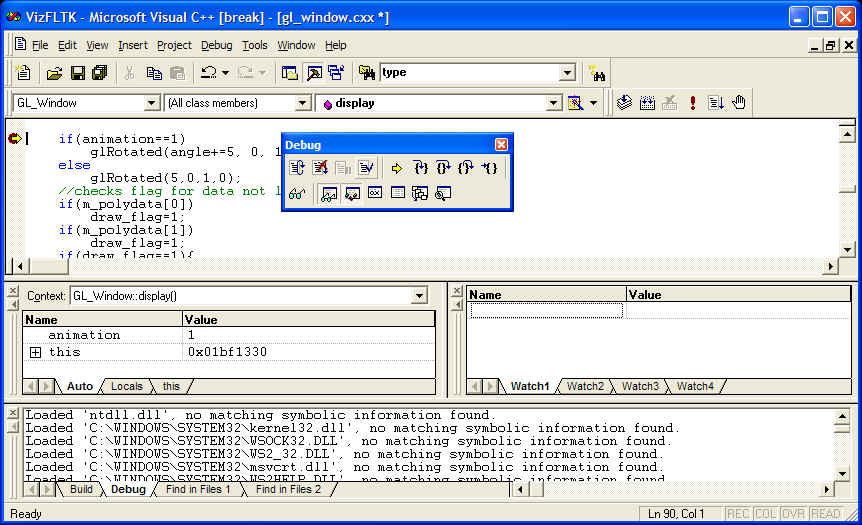 VizFLTK - Microsoft Visual C++ [break] - [gl_window.cxx *]
File Edit View Insert Project Debug Tools Window Help
type
GL_Window (All class members) display
if(animation==1)
glRotated(angle+=5, 0, 1
else
glRotated(5,0,1,0);
//checks flag for data not l
if(m_polydata[0])
draw_flag=1;
if(m_polydata[1])
draw_flag=1;
if(draw_flag==1){
Debug
Context: GL_Window::display()
Name Value
animation 1
this 0x01bf1330
Auto Locals this
Name Value
Watch1 Watch2 Watch3 Watch4
Loaded 'ntdll.dll', no matching symbolic information found.
Loaded 'C:\WINDOWS\SYSTEM32\kernel32.dll', no matching symbolic information found.
Loaded 'C:\WINDOWS\SYSTEM32\WSOCK32.DLL', no matching symbolic information found.
Loaded 'C:\WINDOWS\SYSTEM32\WS2_32.DLL', no matching symbolic information found.
Loaded 'C:\WINDOWS\SYSTEM32\msvcrt.dll', no matching symbolic information found.
Loaded 'C:\WINDOWS\SYSTEM32\WS2HELP.DLL', no matching symbolic information found.
Build Debug Find in Files 1 Find in Files 2
Ready Ln 90, Col 1 REC COL OVR READ